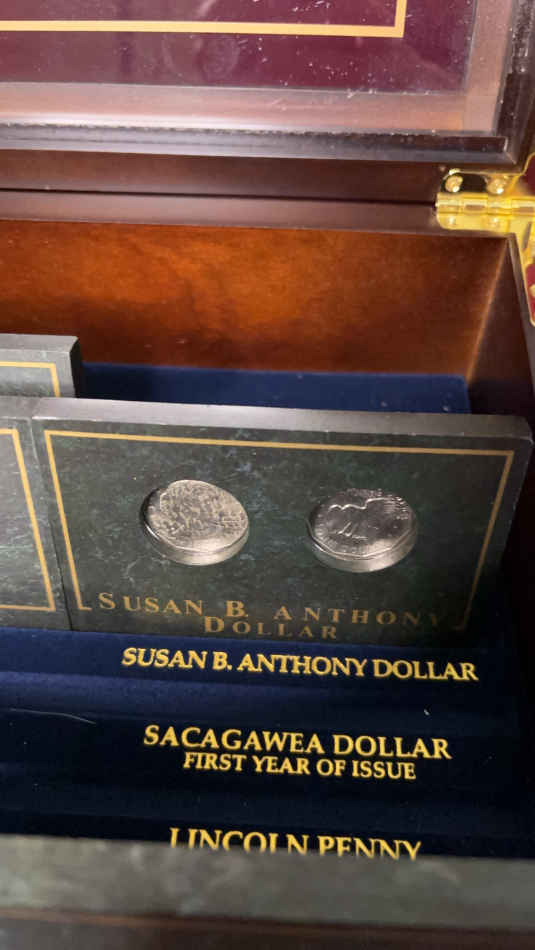 SUSAN B. ANTHONY
DOLLAR
SUSAN B. ANTHONY DOLLAR
SACAGAWEA DOLLAR
FIRST YEAR OF ISSUE
LINCOLN PENNY